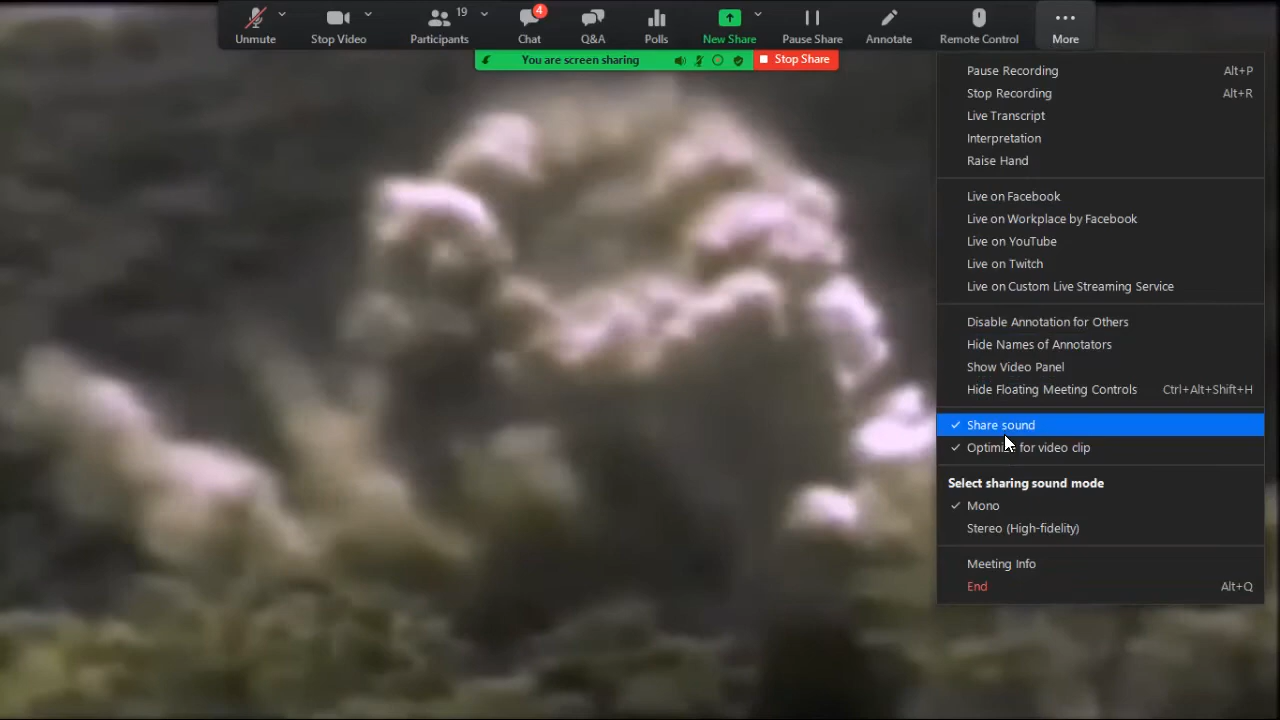 19
4
Unmute Stop Video Participants Chat Q&A Polls New Share Pause Share Annotate Remote Control More
You are screen sharing Stop Share
Pause Recording Alt+P
Stop Recording Alt+R
Live Transcript
Interpretation
Raise Hand
Live on Facebook
Live on Workplace by Facebook
Live on YouTube
Live on Twitch
Live on Custom Live Streaming Service
Disable Annotation for Others
Hide Names of Annotators
Show Video Panel
Hide Floating Meeting Controls Ctrl+Alt+Shift+H
Share sound
Optimize for video clip
Select sharing sound mode
Mono
Stereo (High-fidelity)
Meeting Info
End Alt+Q